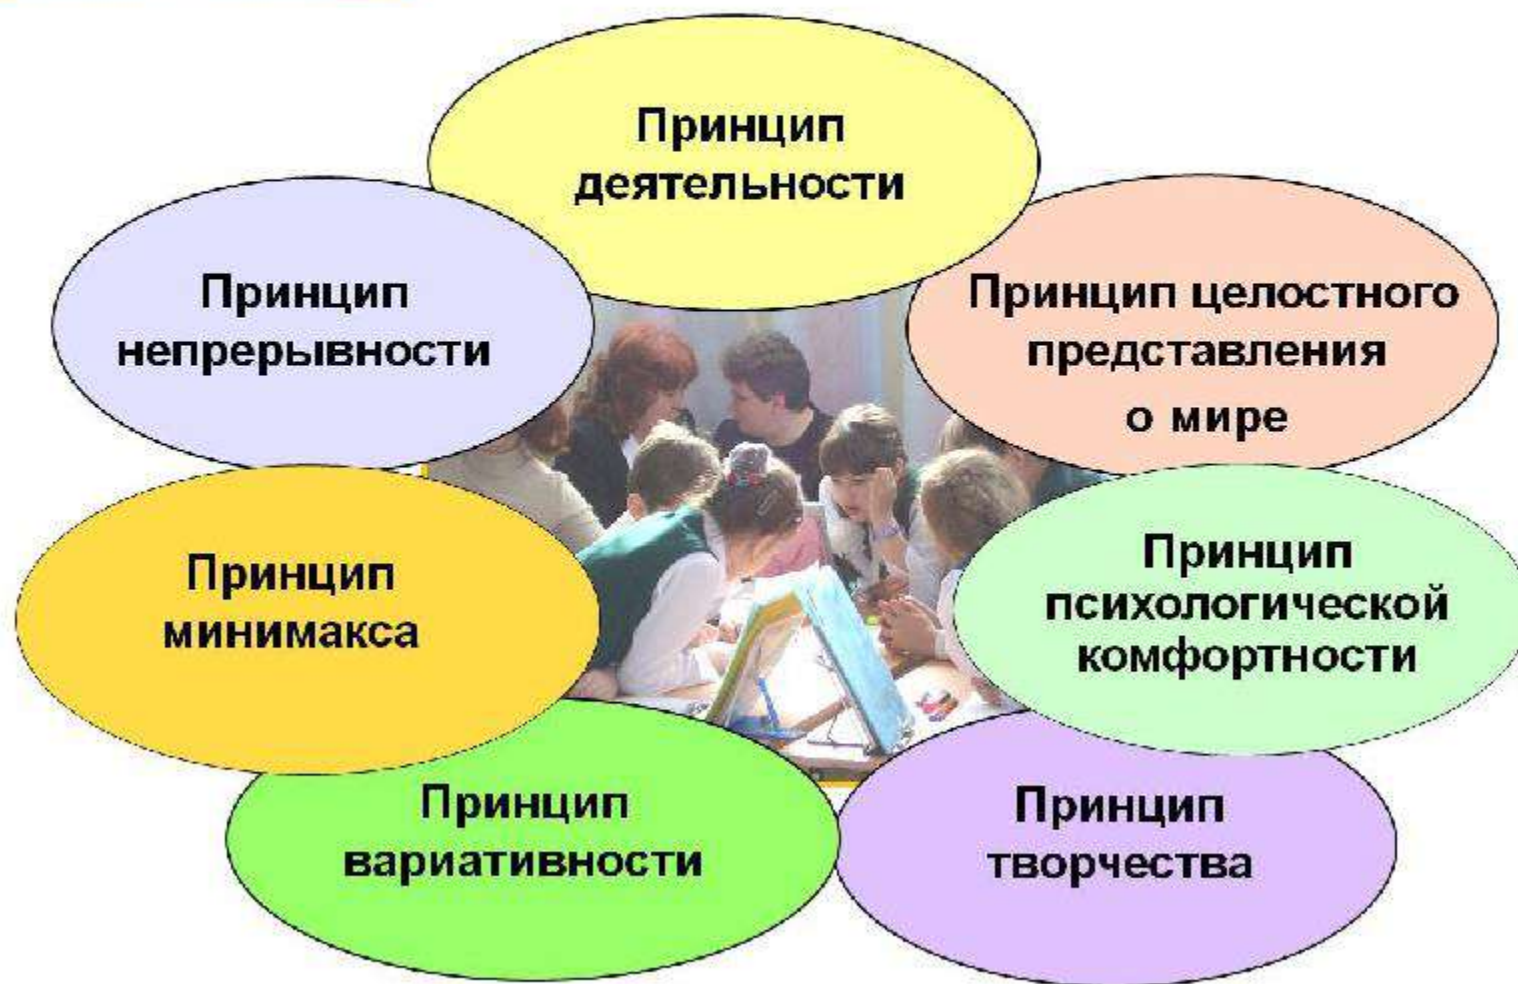 Принцип
деятельности
Принцип
непрерывности
Принцип целостного
представления
о мире
Принцип
минимакса
Принцип
психологической
комфортности
Принцип
вариативности
Принцип
творчества